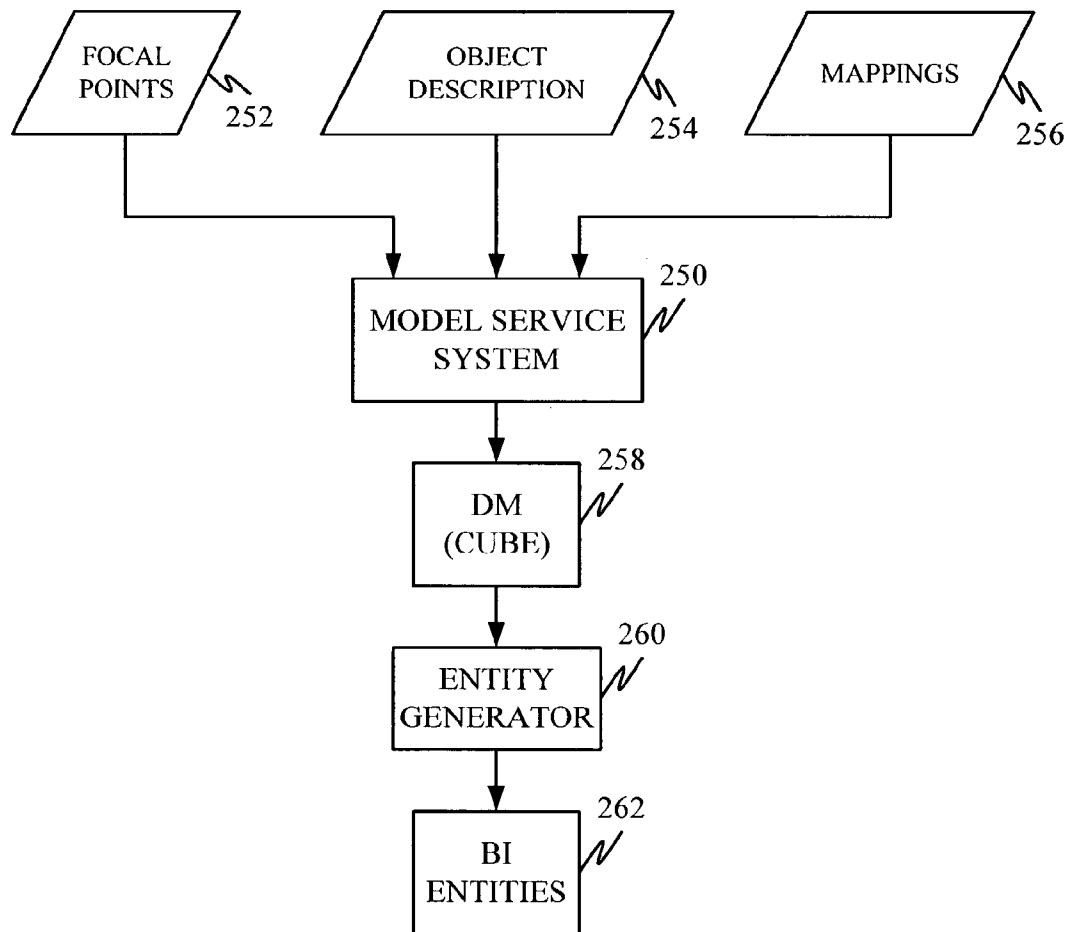 FOCAL
POINTS
252
OBJECT
DESCRIPTION
254
MAPPINGS
256
250
MODEL SERVICE
SYSTEM
258
DM
(CUBE)
260
ENTITY
GENERATOR
262
BI
ENTITIES